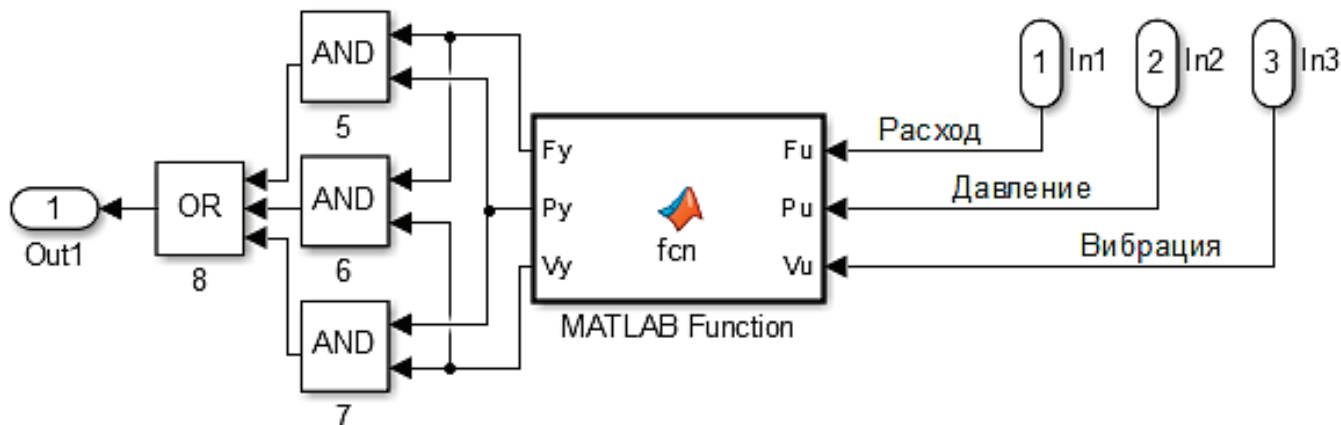 AND
5
1
In1
2
In2
3
In3
Расход
Fy
Fu
Давление
OR
AND
Py
Pu
1
Out1
fcn
Вибрация
8
6
Vy
Vu
MATLAB Function
AND
7